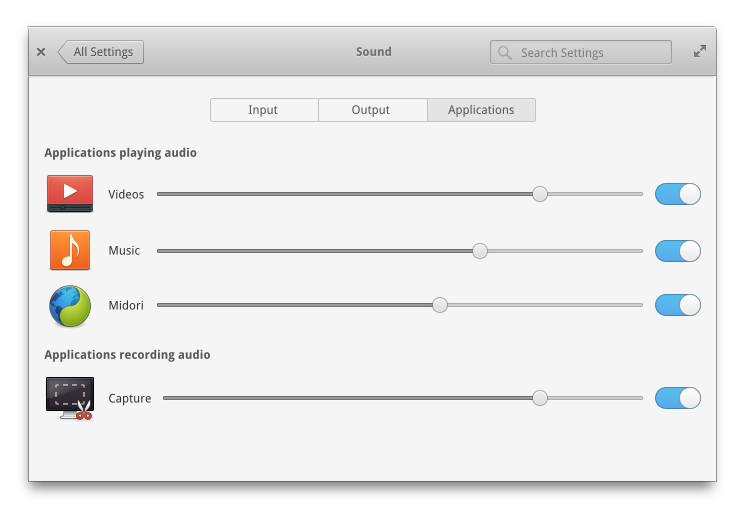 All Settings
Sound
Search Settings
Input
Output
Applications
Applications playing audio
Videos
Music
Midori
Applications recording audio
Capture